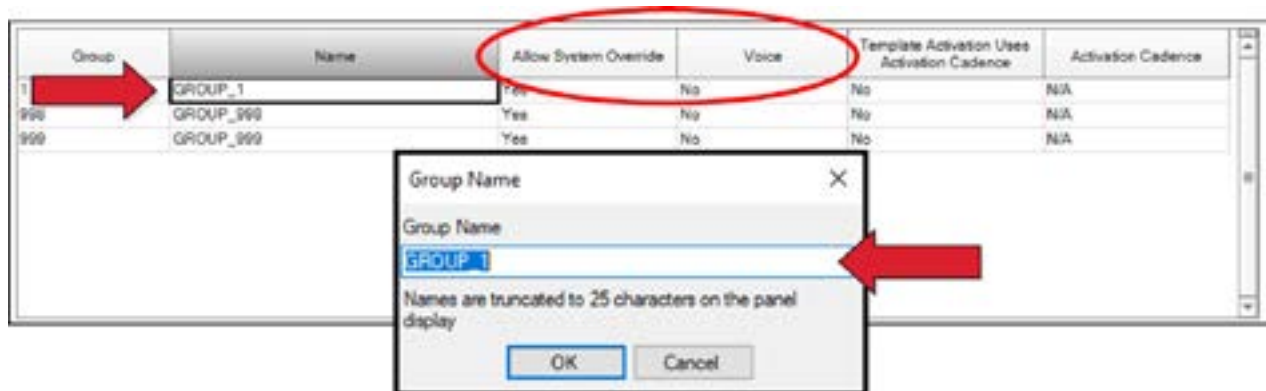 Group Name Allow System Override Voice Template Activation Uses Activation Cadence Activation Cadence
1 GROUP_1 Yes No No N/A
998 GROUP_998 Yes No No N/A
999 GROUP_999 Yes No No N/A
Group Name
Group Name
GROUP_1
Names are truncated to 25 characters on the panel
display
OK Cancel